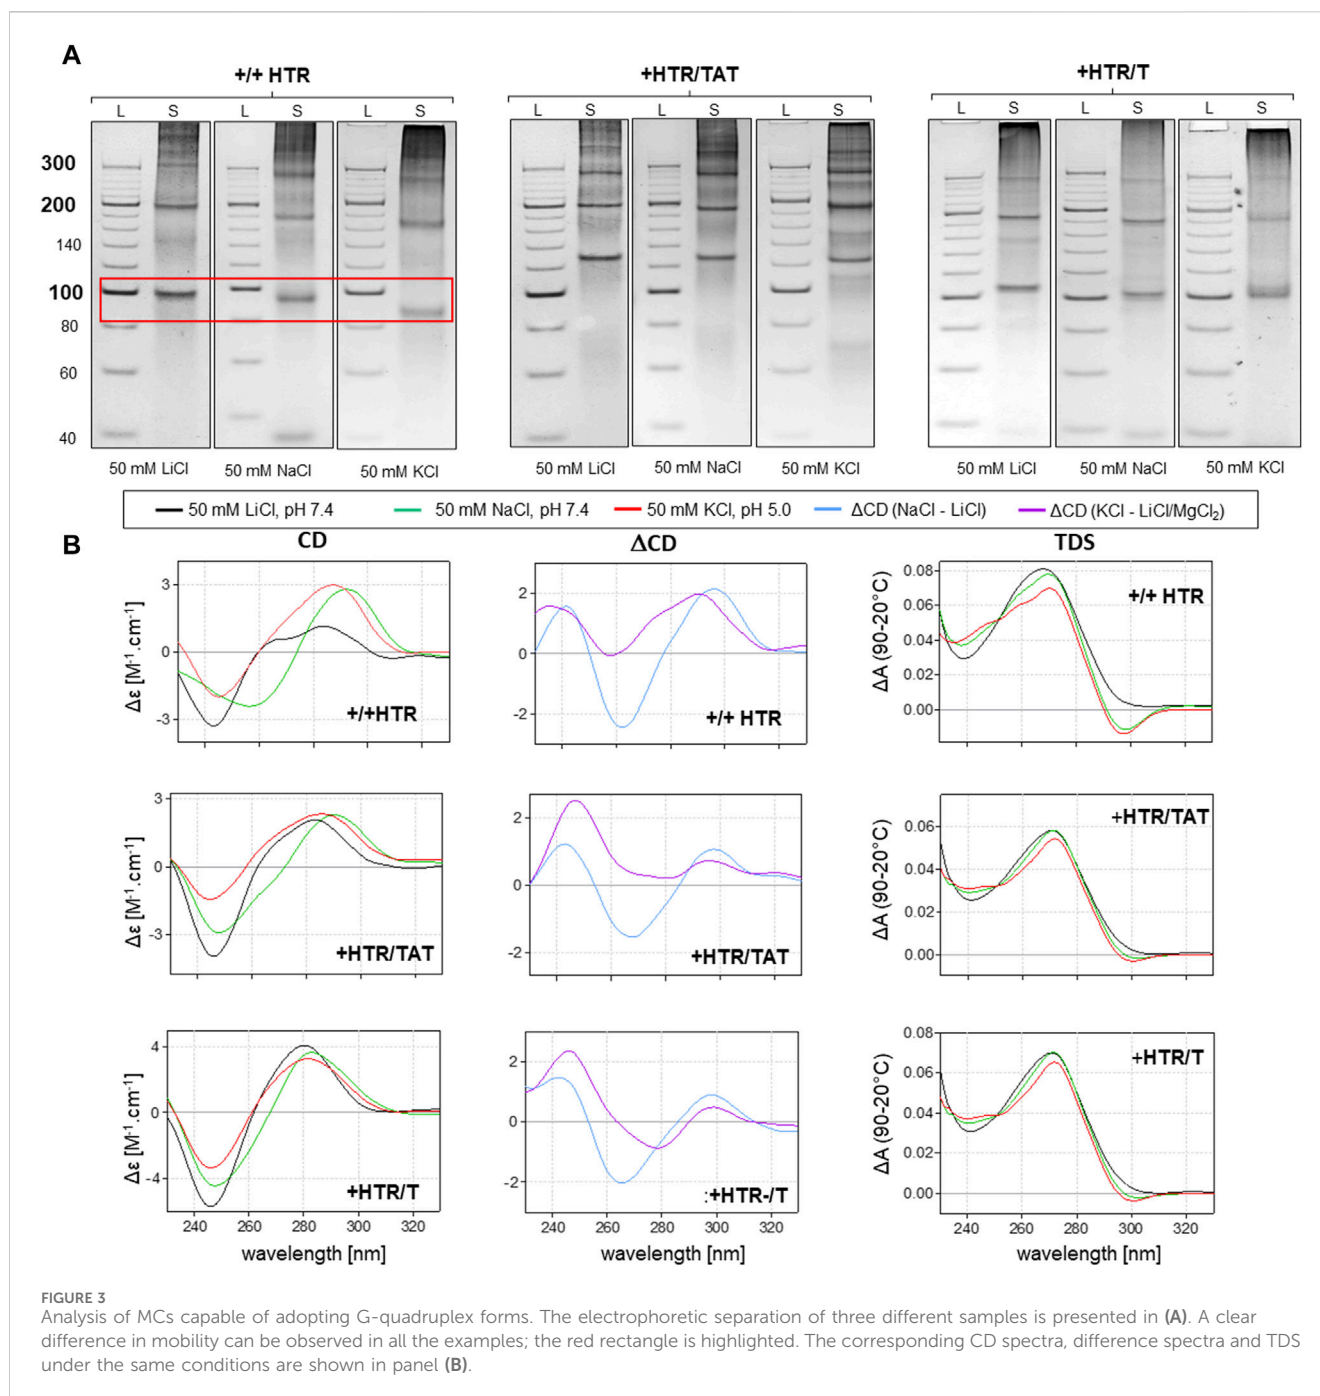 A
+/+ HTR
+HTR/TAT
+HTR/T
L S L S L S
L S L S L S
L S L S L S
300
200
140
100
80
60
40
50 mM LiCl 50 mM NaCl 50 mM KCl
50 mM LiCl 50 mM NaCl 50 mM KCl
50 mM LiCl 50 mM NaCl 50 mM KCl
50 mM LiCl, pH 7.4 50 mM NaCl, pH 7.4 50 mM KCl, pH 5.0 ΔCD (NaCl - LiCl) ΔCD (KCl - LiCl/MgCl₂)
B
CD
ΔCD
TDS
Δε [M⁻¹.cm⁻¹]
3
0
-3
+/+HTR
2
0
-2
+/+ HTR
ΔA (90-20°C)
0.08
0.06
0.04
0.02
0.00
+/+ HTR
Δε [M⁻¹.cm⁻¹]
3
0
-3
+HTR/TAT
2
0
-2
+HTR/TAT
ΔA (90-20°C)
0.06
0.04
0.02
0.00
+HTR/TAT
Δε [M⁻¹.cm⁻¹]
4
0
-4
+HTR/T
240 260 280 300 320
wavelength [nm]
2
0
-2
:+HTR-/T
240 260 280 300 320
wavelength [nm]
ΔA (90-20°C)
0.08
0.06
0.04
0.02
0.00
+HTR/T
240 260 280 300 320
wavelength [nm]
FIGURE 3
Analysis of MCs capable of adopting G-quadruplex forms. The electrophoretic separation of three different samples is presented in (A). A clear
difference in mobility can be observed in all the examples; the red rectangle is highlighted. The corresponding CD spectra, difference spectra and TDS
under the same conditions are shown in panel (B).